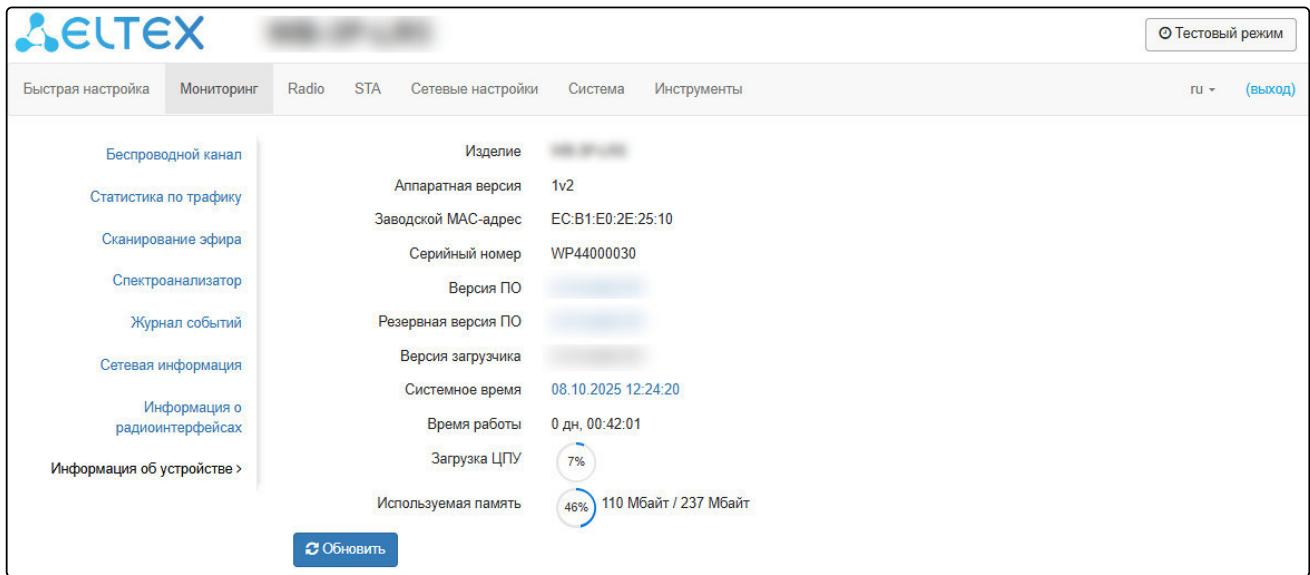 ELTEX
Тестовый режим
Быстрая настройка Мониторинг Radio STA Сетевые настройки Система Инструменты ru (выход)
Беспроводной канал
Статистика по трафику
Сканирование эфира
Спектроанализатор
Журнал событий
Сетевая информация
Информация о
радиоинтерфейсах
Информация об устройстве >
Изделие
Аппаратная версия 1v2
Заводской MAC-адрес EC:B1:E0:2E:25:10
Серийный номер WP44000030
Версия ПО
Резервная версия ПО
Версия загрузчика
Системное время 08.10.2025 12:24:20
Время работы 0 дн, 00:42:01
Загрузка ЦПУ 7%
Используемая память 46% 110 Мбайт / 237 Мбайт
Обновить